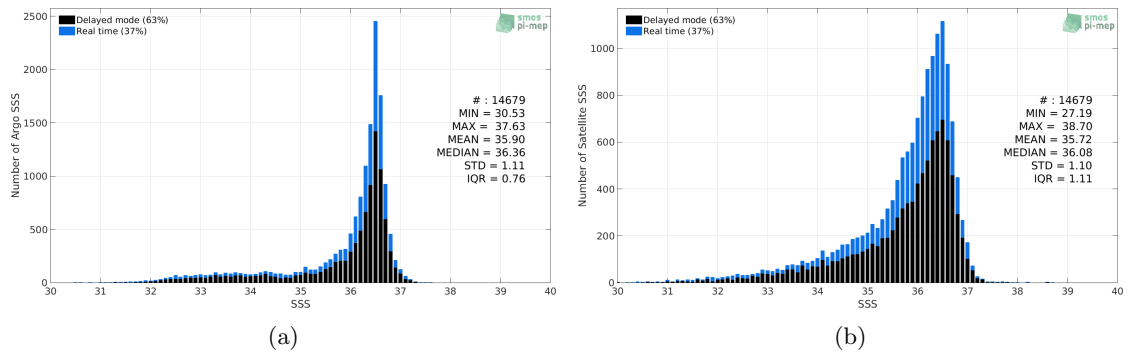 Delayed mode (63%)
Real time (37%)
smos
pi-mep
2500
2000
1500
1000
500
0
Number of Argo SSS
# : 14679
MIN = 30.53
MAX = 37.63
MEAN = 35.90
MEDIAN = 36.36
STD = 1.11
IQR = 0.76
30 31 32 33 34 35 36 37 38 39 40
SSS
(a)
Delayed mode (63%)
Real time (37%)
smos
pi-mep
1000
800
600
400
200
0
Number of Satellite SSS
# : 14679
MIN = 27.19
MAX = 38.70
MEAN = 35.72
MEDIAN = 36.08
STD = 1.10
IQR = 1.11
30 31 32 33 34 35 36 37 38 39 40
SSS
(b)